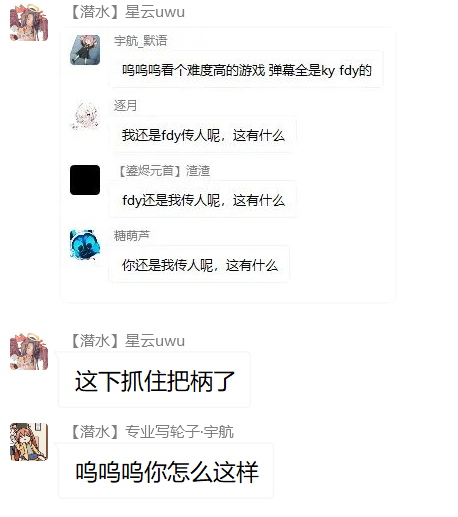 【潜水】星云uwu
宇航_默语
呜呜呜看个难度高的游戏 弹幕全是ky fdy的
逐月
我还是fdy传人呢，这有什么
【鎏烬元首】渣渣
fdy还是我传人呢，这有什么
糖萌芦
你还是我传人呢，这有什么
【潜水】星云uwu
这下抓住把柄了
【潜水】专业写轮子·宇航
呜呜呜你怎么这样